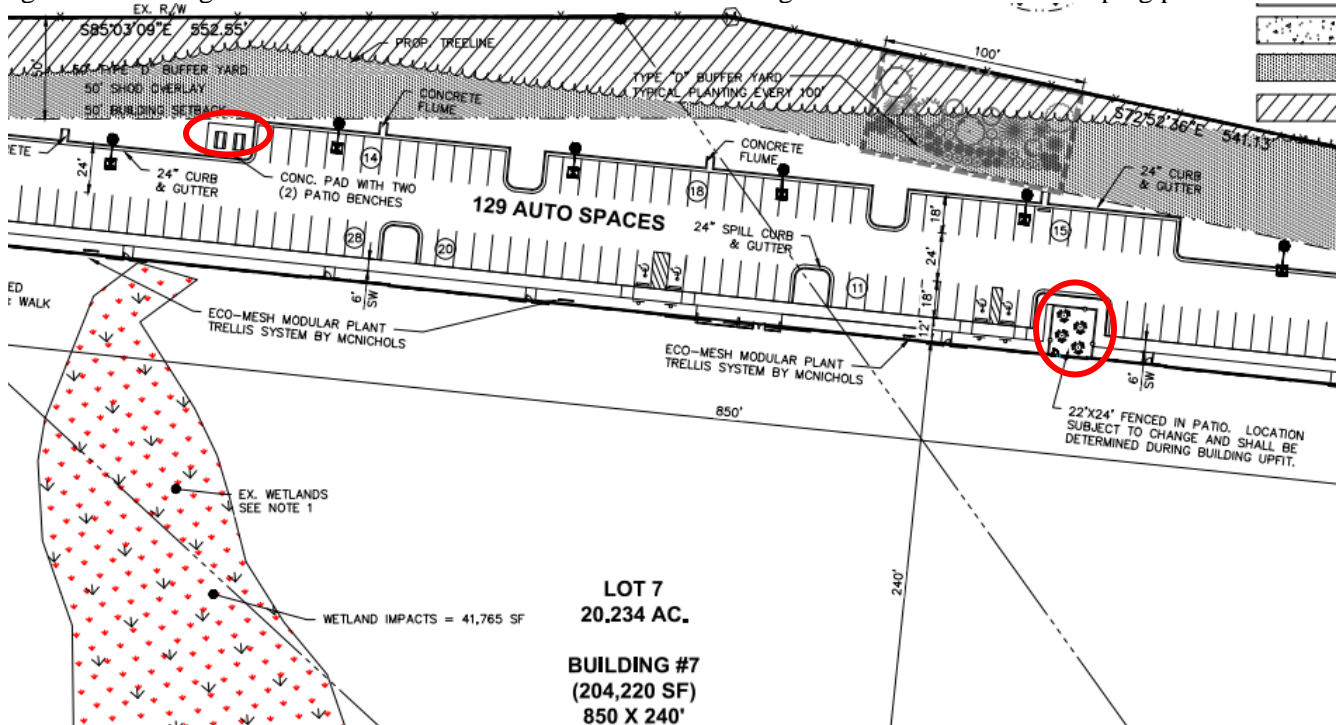 EX. R/W
S85°03'09"E 552.55'
PROP. TREELINE
50'
50' TYPE "D" BUFFER YARD
50' SHOD OVERLAY
50' BUILDING SETBACK
CONCRETE
FLUME
TYPE "D" BUFFER YARD
TYPICAL PLANTING EVERY 100'
100'
S72°52'36"E 541.13'
24'
24" CURB
& GUTTER
14
CONC. PAD WITH TWO
(2) PATIO BENCHES
CONCRETE
FLUME
18
129 AUTO SPACES
24" SPILL CURB
& GUTTER
24" CURB
& GUTTER
18'
24'
18'
12'
15
28
20
11
6'
SW
WALK
ECO-MESH MODULAR PLANT
TRELLIS SYSTEM BY MCNICHOLS
ECO-MESH MODULAR PLANT
TRELLIS SYSTEM BY MCNICHOLS
6'
SW
850'
22'X24' FENCED IN PATIO. LOCATION
SUBJECT TO CHANGE AND SHALL BE
DETERMINED DURING BUILDING UPFIT.
EX. WETLANDS
SEE NOTE 1
240'
WETLAND IMPACTS = 41,765 SF
LOT 7
20.234 AC.
BUILDING #7
(204,220 SF)
850 X 240'